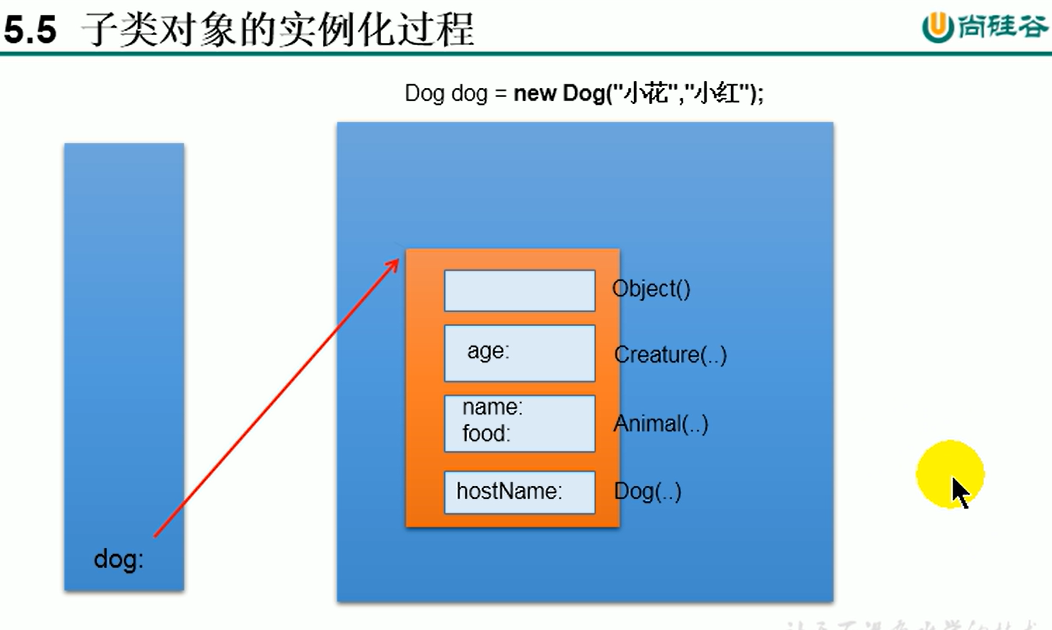 5.5 子类对象的实例化过程
尚硅谷
Dog dog = new Dog("小花","小红");
Object()
age:
Creature(..)
name:
food:
Animal(..)
hostName:
Dog(..)
dog: